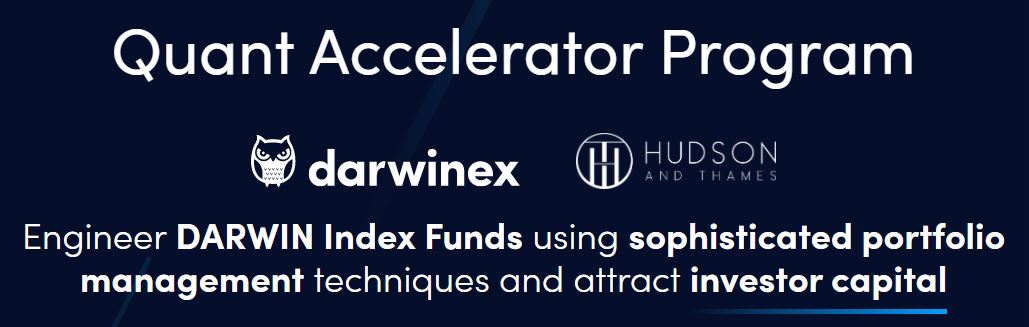 Quant Accelerator Program
darwinex
HUDSON
AND THAMES
Engineer DARWIN Index Funds using sophisticated portfolio
management techniques and attract investor capital